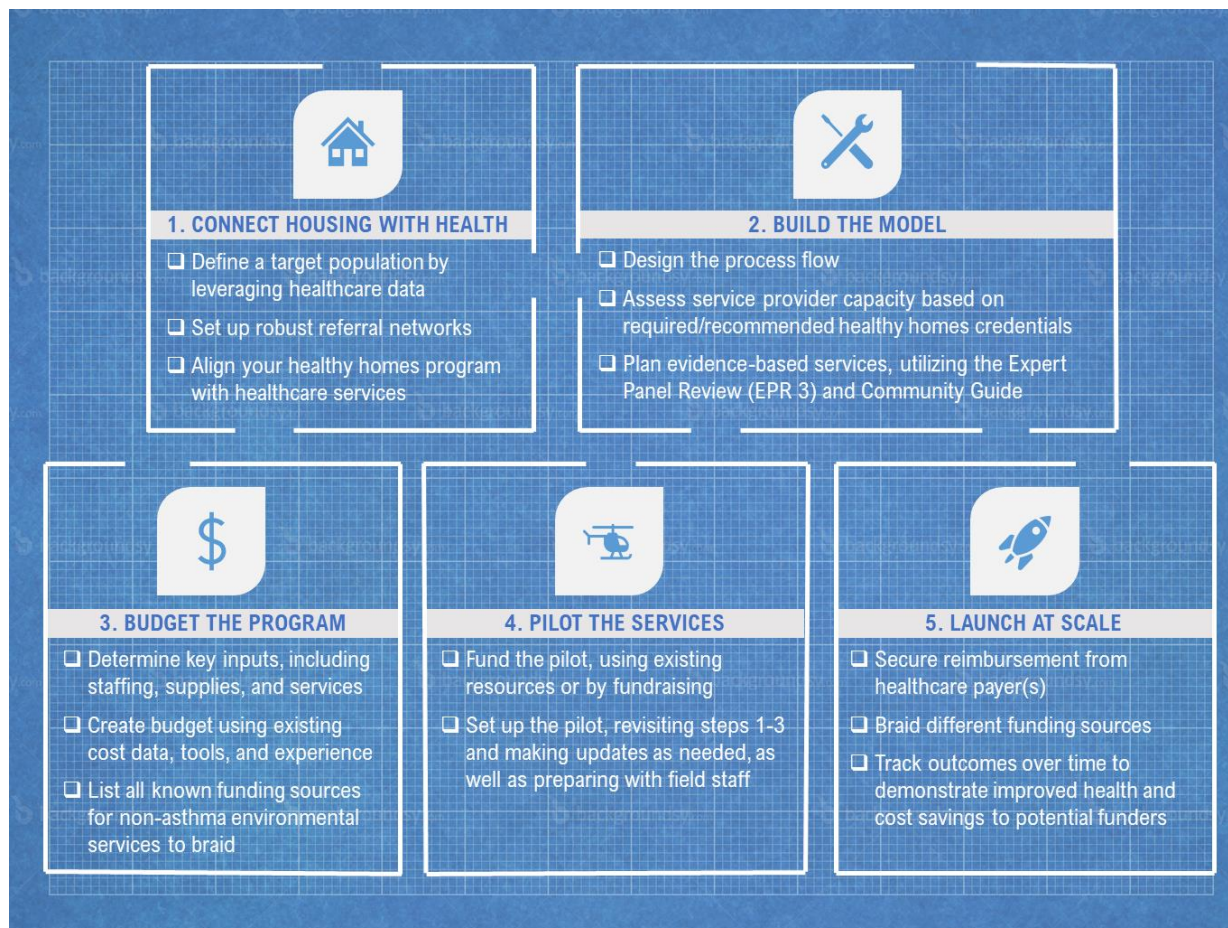 1. CONNECT HOUSING WITH HEALTH
❑ Define a target population by
leveraging healthcare data
❑ Set up robust referral networks
❑ Align your healthy homes program
with healthcare services
2. BUILD THE MODEL
❑ Design the process flow
❑ Assess service provider capacity based on
required/recommended healthy homes credentials
❑ Plan evidence-based services, utilizing the Expert
Panel Review (EPR 3) and Community Guide
$
3. BUDGET THE PROGRAM
❑ Determine key inputs, including
staffing, supplies, and services
❑ Create budget using existing
cost data, tools, and experience
❑ List all known funding sources
for non-asthma environmental
services to braid
4. PILOT THE SERVICES
❑ Fund the pilot, using existing
resources or by fundraising
❑ Set up the pilot, revisiting steps 1-3
and making updates as needed, as
well as preparing with field staff
5. LAUNCH AT SCALE
❑ Secure reimbursement from
healthcare payer(s)
❑ Braid different funding sources
❑ Track outcomes over time to
demonstrate improved health and
cost savings to potential funders